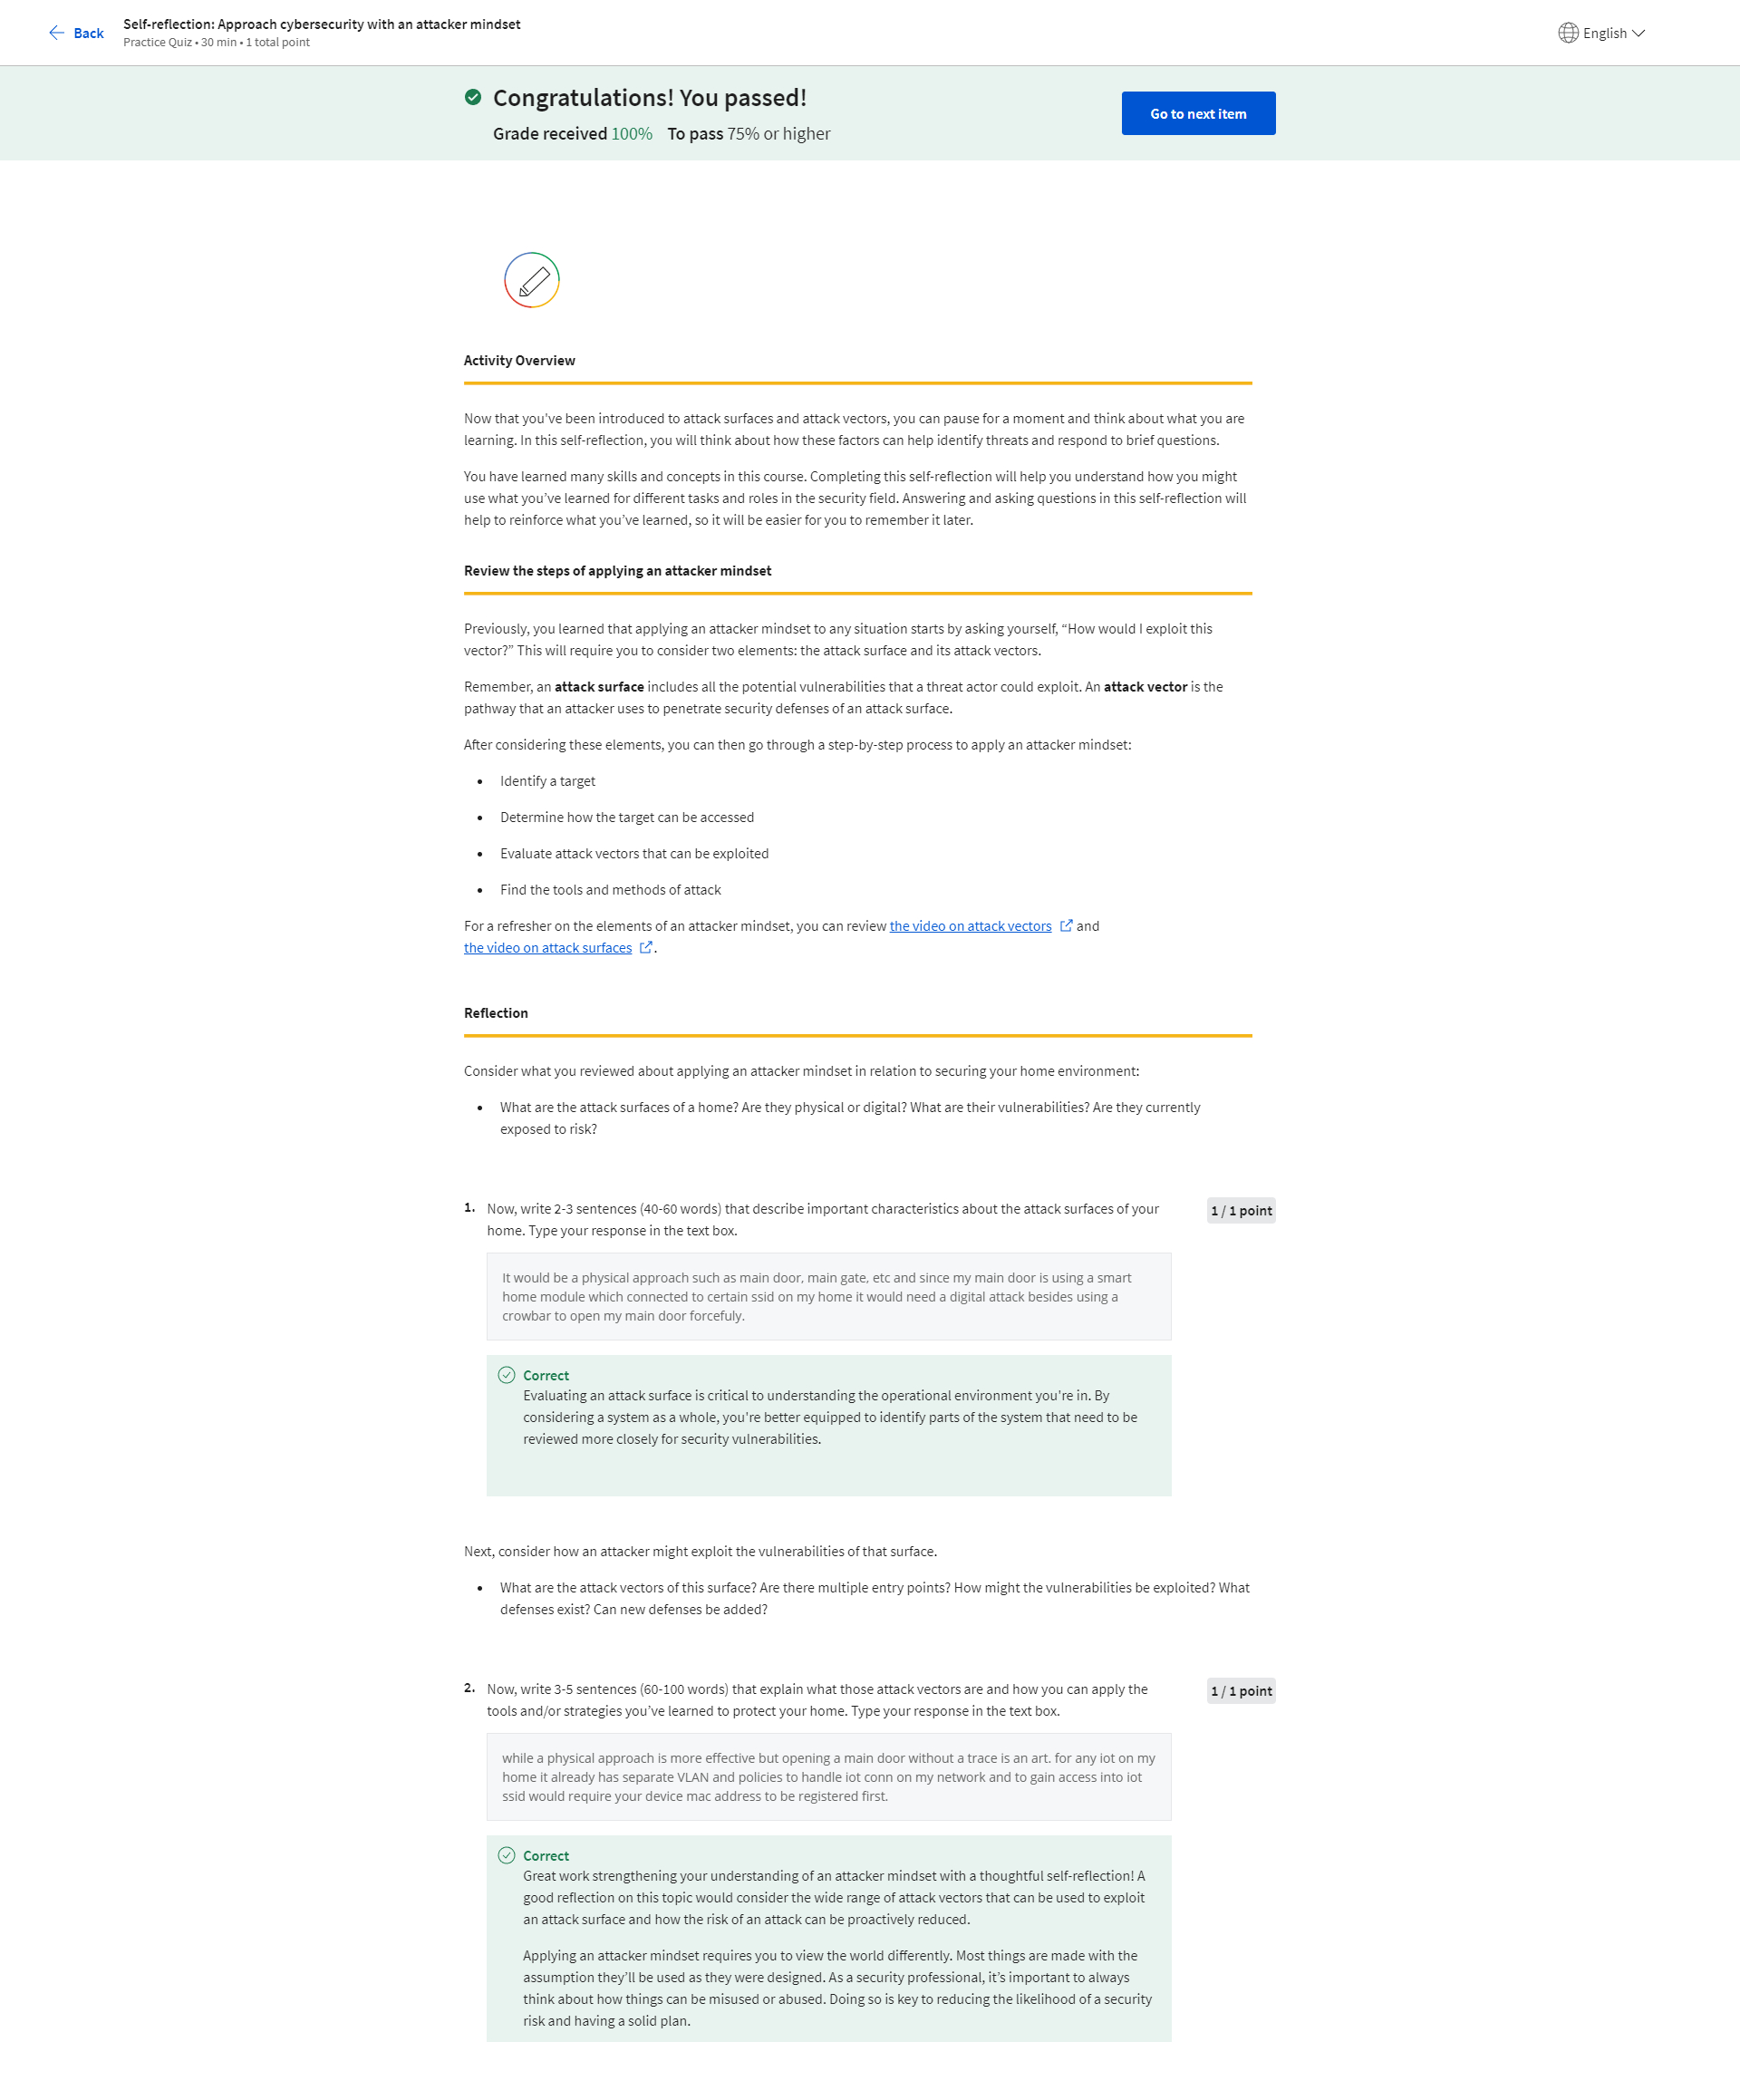 Back
Self-reflection: Approach cybersecurity with an attacker mindset
Practice Quiz • 30 min • 1 total point
English
Congratulations! You passed!
Grade received 100% To pass 75% or higher
Go to next item
Activity Overview
Now that you've been introduced to attack surfaces and attack vectors, you can pause for a moment and think about what you are
learning. In this self-reflection, you will think about how these factors can help identify threats and respond to brief questions.
You have learned many skills and concepts in this course. Completing this self-reflection will help you understand how you might
use what you’ve learned for different tasks and roles in the security field. Answering and asking questions in this self-reflection will
help to reinforce what you’ve learned, so it will be easier for you to remember it later.
Review the steps of applying an attacker mindset
Previously, you learned that applying an attacker mindset to any situation starts by asking yourself, “How would I exploit this
vector?” This will require you to consider two elements: the attack surface and its attack vectors.
Remember, an attack surface includes all the potential vulnerabilities that a threat actor could exploit. An attack vector is the
pathway that an attacker uses to penetrate security defenses of an attack surface.
After considering these elements, you can then go through a step-by-step process to apply an attacker mindset:
• Identify a target
• Determine how the target can be accessed
• Evaluate attack vectors that can be exploited
• Find the tools and methods of attack
For a refresher on the elements of an attacker mindset, you can review the video on attack vectors and
the video on attack surfaces .
Reflection
Consider what you reviewed about applying an attacker mindset in relation to securing your home environment:
• What are the attack surfaces of a home? Are they physical or digital? What are their vulnerabilities? Are they currently
exposed to risk?
1. Now, write 2-3 sentences (40-60 words) that describe important characteristics about the attack surfaces of your
home. Type your response in the text box.
1 / 1 point
It would be a physical approach such as main door, main gate, etc and since my main door is using a smart
home module which connected to certain ssid on my home it would need a digital attack besides using a
crowbar to open my main door forcefuly.
Correct
Evaluating an attack surface is critical to understanding the operational environment you're in. By
considering a system as a whole, you're better equipped to identify parts of the system that need to be
reviewed more closely for security vulnerabilities.
Next, consider how an attacker might exploit the vulnerabilities of that surface.
• What are the attack vectors of this surface? Are there multiple entry points? How might the vulnerabilities be exploited? What
defenses exist? Can new defenses be added?
2. Now, write 3-5 sentences (60-100 words) that explain what those attack vectors are and how you can apply the
tools and/or strategies you’ve learned to protect your home. Type your response in the text box.
1 / 1 point
while a physical approach is more effective but opening a main door without a trace is an art. for any iot on my
home it already has separate VLAN and policies to handle iot conn on my network and to gain access into iot
ssid would require your device mac address to be registered first.
Correct
Great work strengthening your understanding of an attacker mindset with a thoughtful self-reflection! A
good reflection on this topic would consider the wide range of attack vectors that can be used to exploit
an attack surface and how the risk of an attack can be proactively reduced.
Applying an attacker mindset requires you to view the world differently. Most things are made with the
assumption they’ll be used as they were designed. As a security professional, it’s important to always
think about how things can be misused or abused. Doing so is key to reducing the likelihood of a security
risk and having a solid plan.